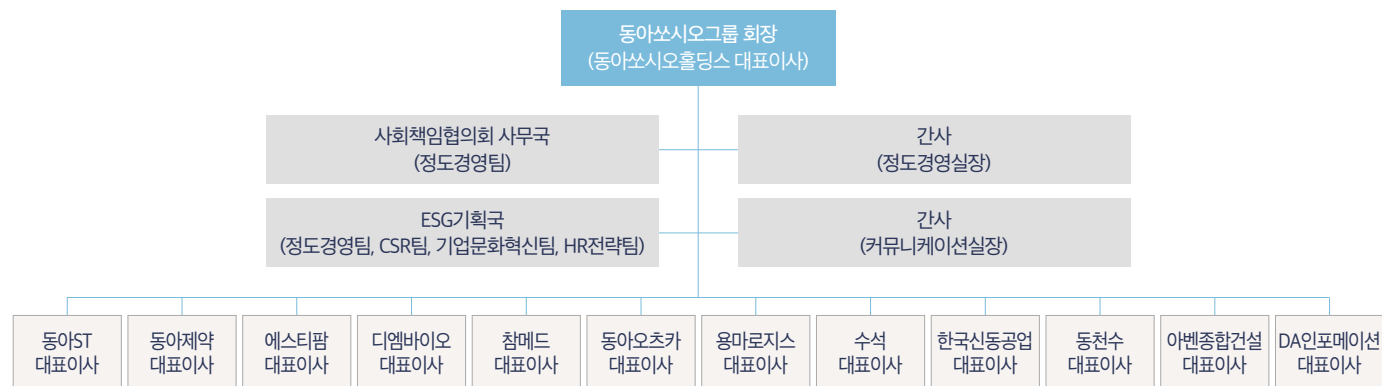 동아쏘시오그룹 회장
(동아쏘시오홀딩스 대표이사)
사회책임협의회 사무국
(정도경영팀)
간사
(정도경영실장)
ESG기획국
(정도경영팀, CSR팀, 기업문화혁신팀, HR전략팀)
간사
(커뮤니케이션실장)
동아ST
대표이사
동아제약
대표이사
에스티팜
대표이사
디엠바이오
대표이사
참메드
대표이사
동아오츠카
대표이사
용마로지스
대표이사
수석
대표이사
한국신동공업
대표이사
동천수
대표이사
아벤종합건설
대표이사
DA인포메이션
대표이사